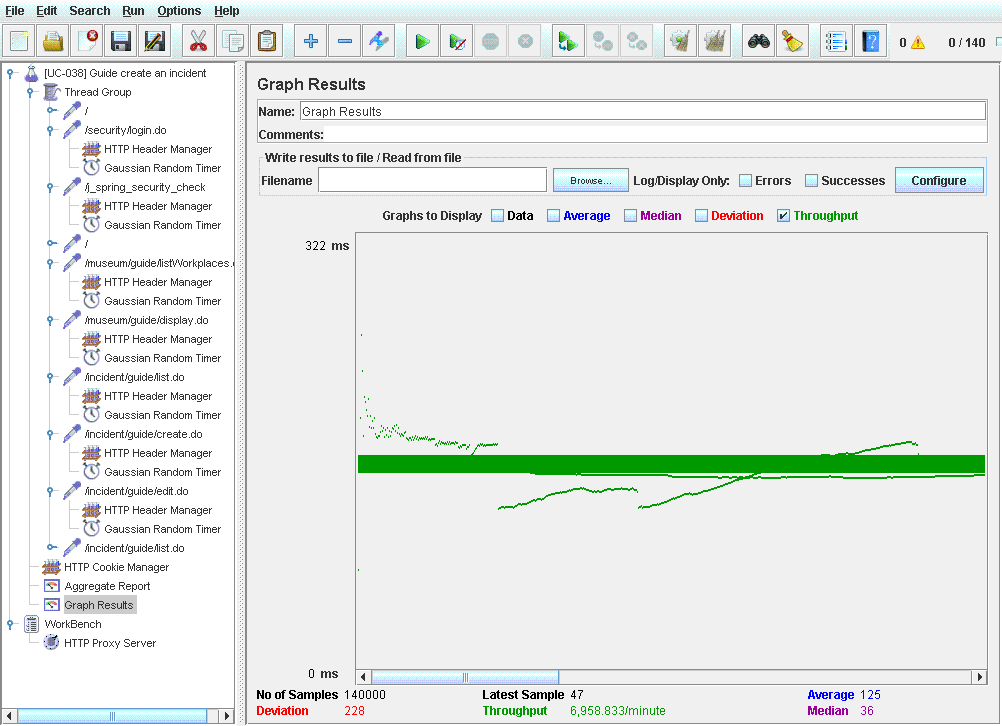 File Edit Search Run Options Help
0 0 / 140
[UC-038] Guide create an incident
Thread Group
/
/security/login.do
HTTP Header Manager
Gaussian Random Timer
/j_spring_security_check
HTTP Header Manager
Gaussian Random Timer
/
/museum/guide/listWorkplaces.
HTTP Header Manager
Gaussian Random Timer
/museum/guide/display.do
HTTP Header Manager
Gaussian Random Timer
/incident/guide/list.do
HTTP Header Manager
Gaussian Random Timer
/incident/guide/create.do
HTTP Header Manager
Gaussian Random Timer
/incident/guide/edit.do
HTTP Header Manager
Gaussian Random Timer
/incident/guide/list.do
HTTP Cookie Manager
Aggregate Report
Graph Results
WorkBench
HTTP Proxy Server
Graph Results
Name: Graph Results
Comments:
Write results to file / Read from file
Filename Browse... Log/Display Only: Errors Successes Configure
Graphs to Display Data Average Median Deviation Throughput
322 ms
0 ms
No of Samples 140000 Latest Sample 47 Average 125
Deviation 228 Throughput 6,958.833/minute Median 36